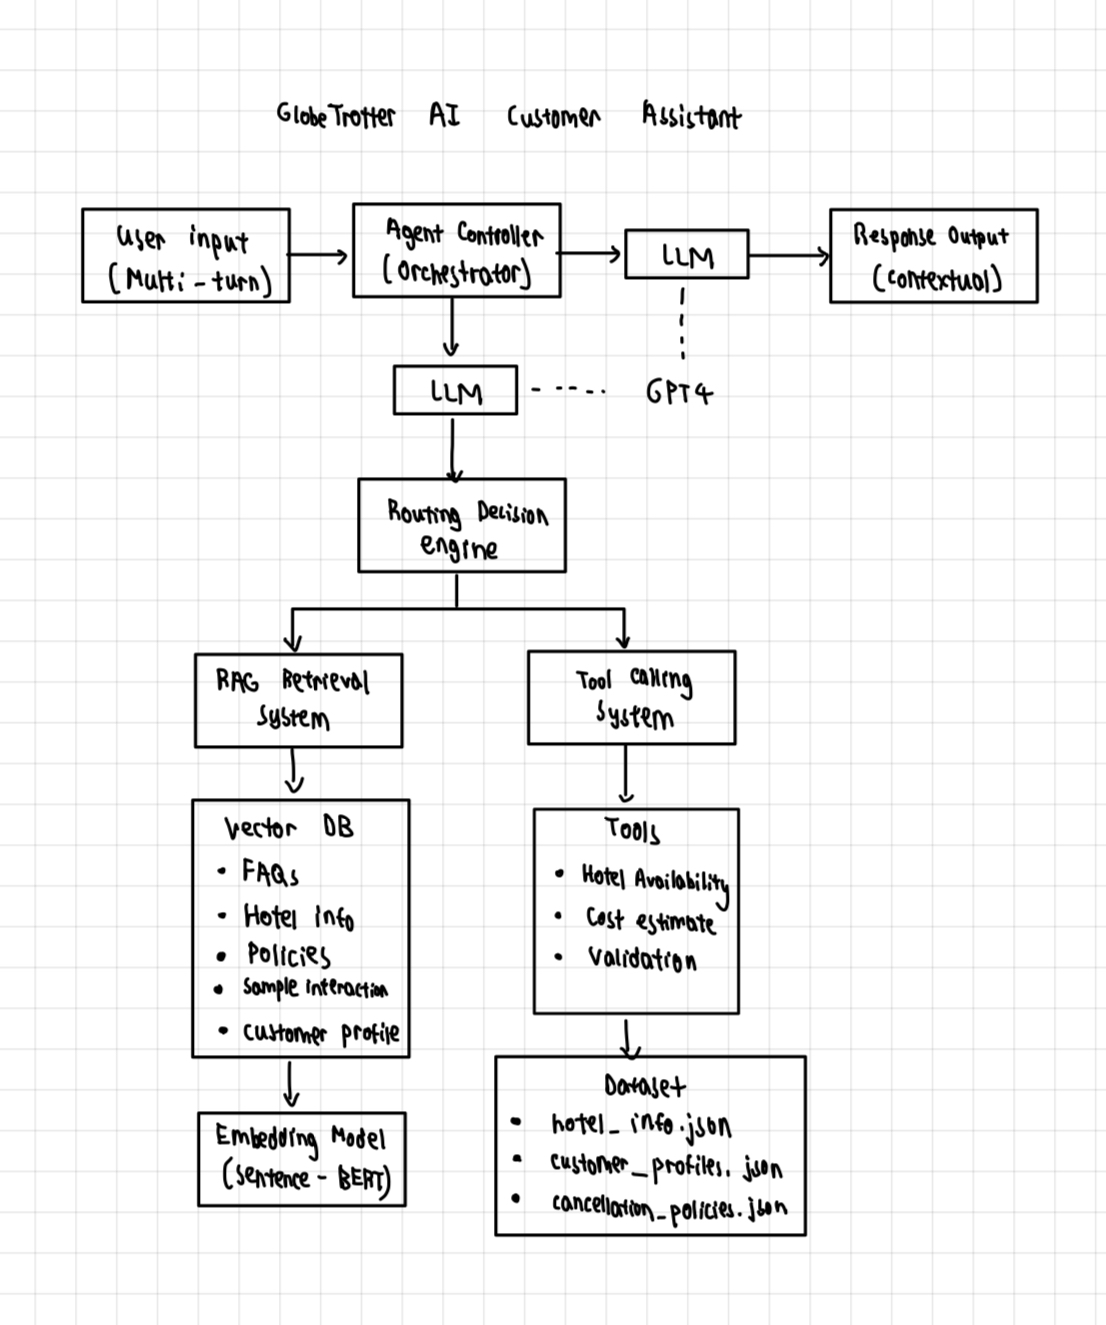 GlobeTrotter AI Customer Assistant
User input
(Multi-turn)
Agent Controller
(Orchestrator)
LLM
Response Output
(contextual)
LLM
GPT4
Routing Decision
engine
RAG Retrieval
System
Tool calling
System
Vector DB
• FAQs
• Hotel info
• Policies
• Sample interaction
• customer profile
Tools
• Hotel Availability
• Cost estimate
• Validation
Embedding Model
(sentence-BERT)
Dataset
• hotel_info.json
• customer_profiles.json
• cancellation_policies.json